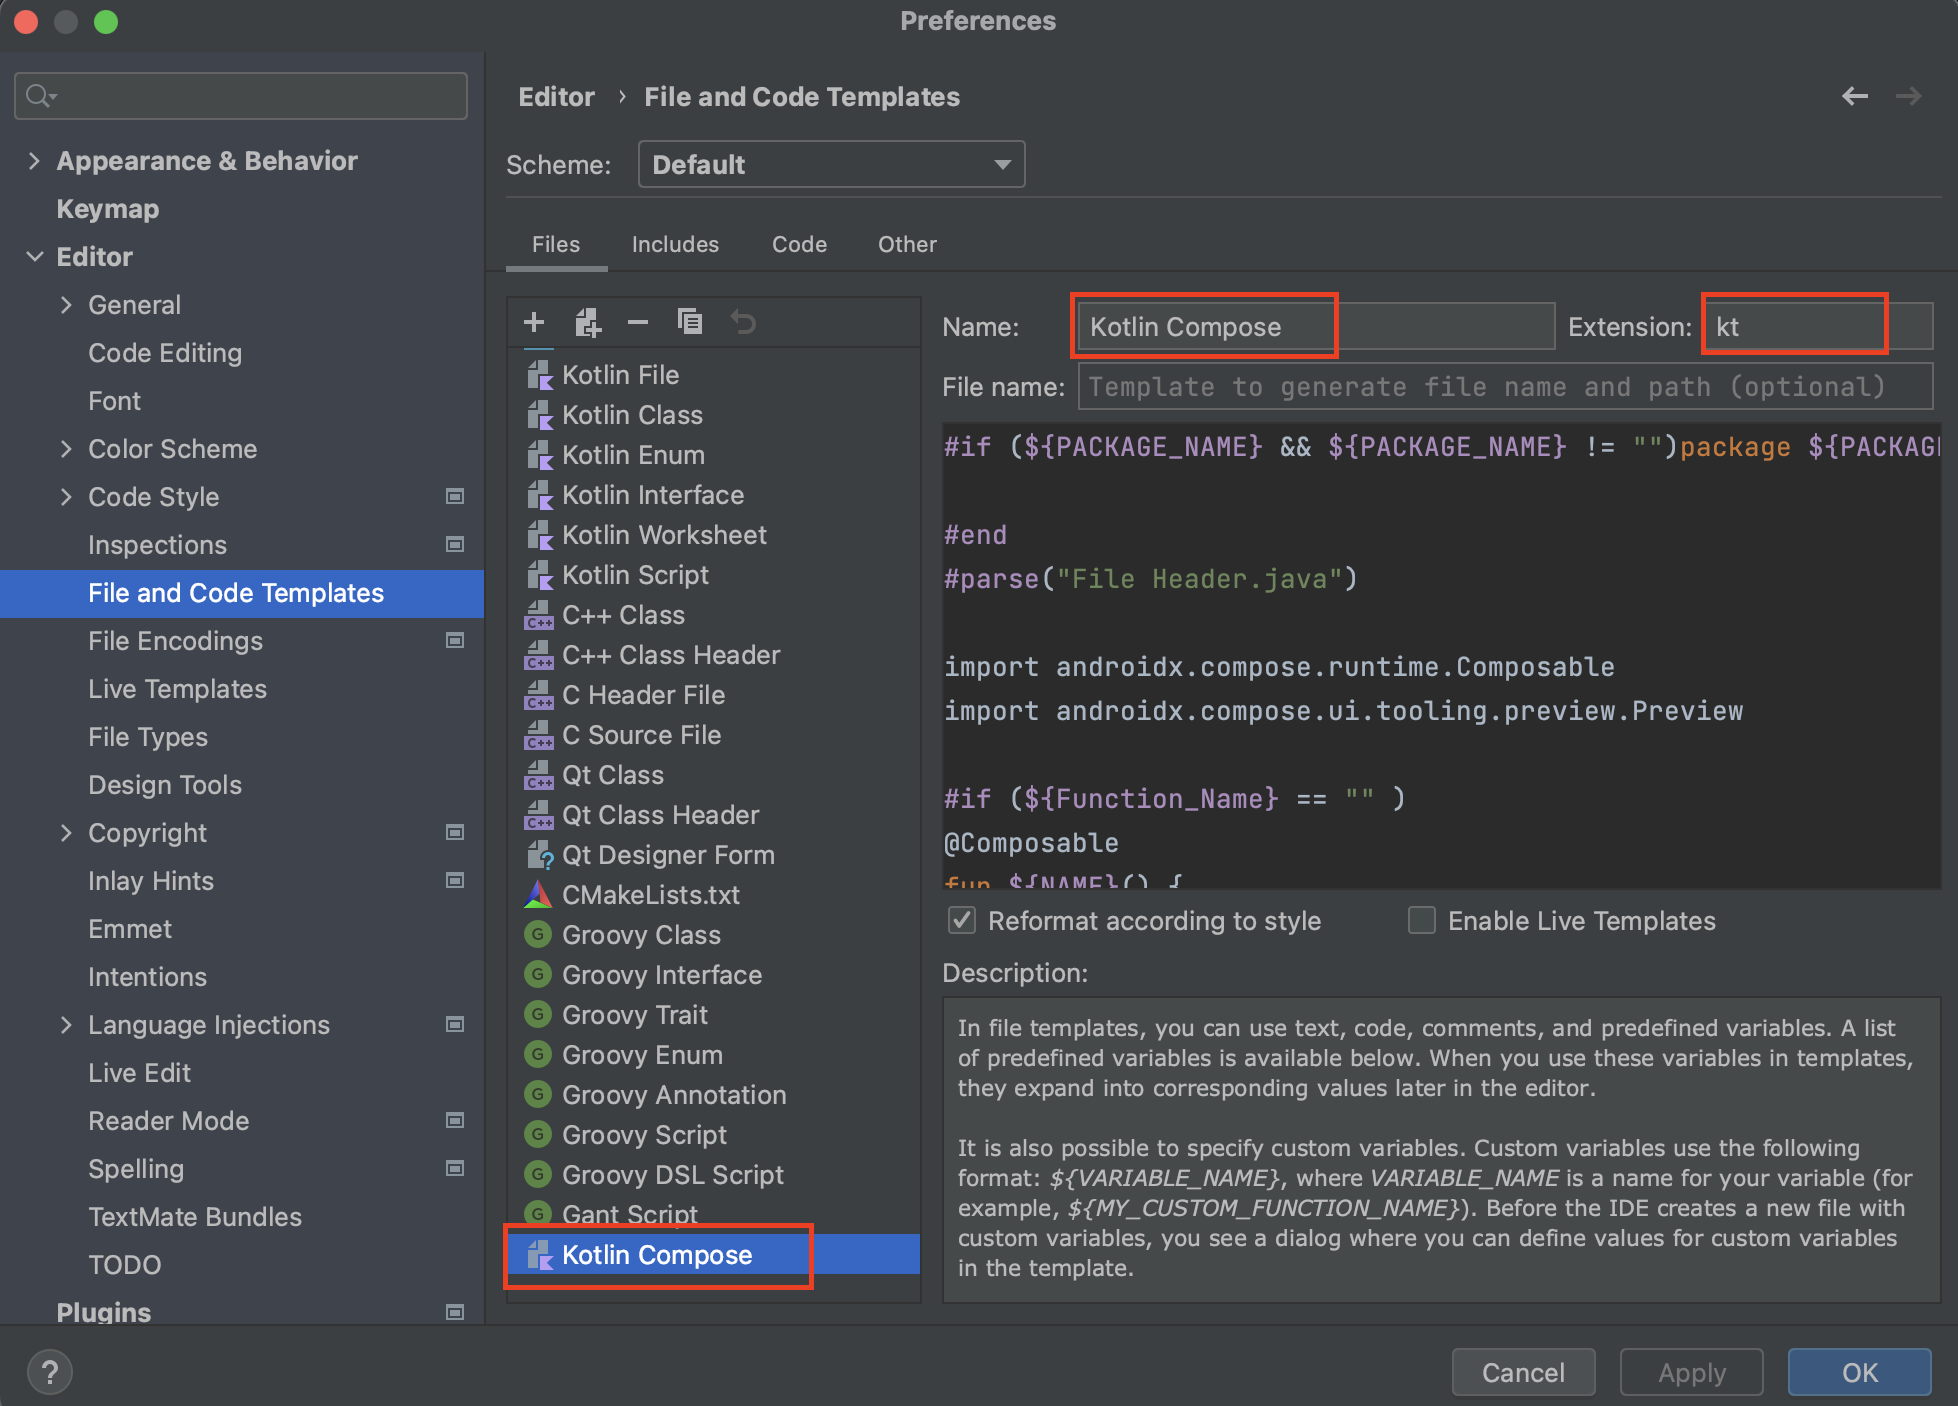 Preferences
Editor › File and Code Templates
Scheme: Default
Appearance & Behavior
Keymap
Editor
General
Code Editing
Font
Color Scheme
Code Style
Inspections
File and Code Templates
File Encodings
Live Templates
File Types
Design Tools
Copyright
Inlay Hints
Emmet
Intentions
Language Injections
Live Edit
Reader Mode
Spelling
TextMate Bundles
TODO
Plugins
Files Includes Code Other
Kotlin File
Kotlin Class
Kotlin Enum
Kotlin Interface
Kotlin Worksheet
Kotlin Script
C++ Class
C++ Class Header
C Header File
C Source File
Qt Class
Qt Class Header
Qt Designer Form
CMakeLists.txt
Groovy Class
Groovy Interface
Groovy Trait
Groovy Enum
Groovy Annotation
Groovy Script
Groovy DSL Script
Gant Script
Kotlin Compose
Name: Kotlin Compose Extension: kt
File name: Template to generate file name and path (optional)
#if (${PACKAGE_NAME} && ${PACKAGE_NAME} != "")package ${PACKAG
#end
#parse("File Header.java")
import androidx.compose.runtime.Composable
import androidx.compose.ui.tooling.preview.Preview
#if (${Function_Name} == "" )
@Composable
fun ${NAME}() {
Reformat according to style Enable Live Templates
Description:
In file templates, you can use text, code, comments, and predefined variables. A list
of predefined variables is available below. When you use these variables in templates,
they expand into corresponding values later in the editor.
It is also possible to specify custom variables. Custom variables use the following
format: ${VARIABLE_NAME}, where VARIABLE_NAME is a name for your variable (for
example, ${MY_CUSTOM_FUNCTION_NAME}). Before the IDE creates a new file with
custom variables, you see a dialog where you can define values for custom variables
in the template.
? Cancel Apply OK